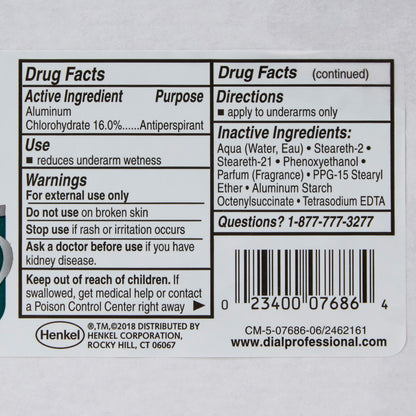 Drug Facts
Active Ingredient Purpose
Aluminum
Chlorohydrate 16.0%......Antiperspirant
Use
▪ reduces underarm wetness
Warnings
For external use only
Do not use on broken skin
Stop use if rash or irritation occurs
Ask a doctor before use if you have
kidney disease.
Keep out of reach of children. If
swallowed, get medical help or contact
a Poison Control Center right away ▶
Henkel
®,TM,©2018 DISTRIBUTED BY
HENKEL CORPORATION,
ROCKY HILL, CT 06067
Drug Facts (continued)
Directions
▪ apply to underarms only
Inactive Ingredients:
Aqua (Water, Eau) • Steareth-2 •
Steareth-21 • Phenoxyethanol •
Parfum (Fragrance) • PPG-15 Stearyl
Ether • Aluminum Starch
Octenylsuccinate • Tetrasodium EDTA
Questions? 1-877-777-3277
0 23400 07686 4
CM-5-07686-06/2462161
www.dialprofessional.com